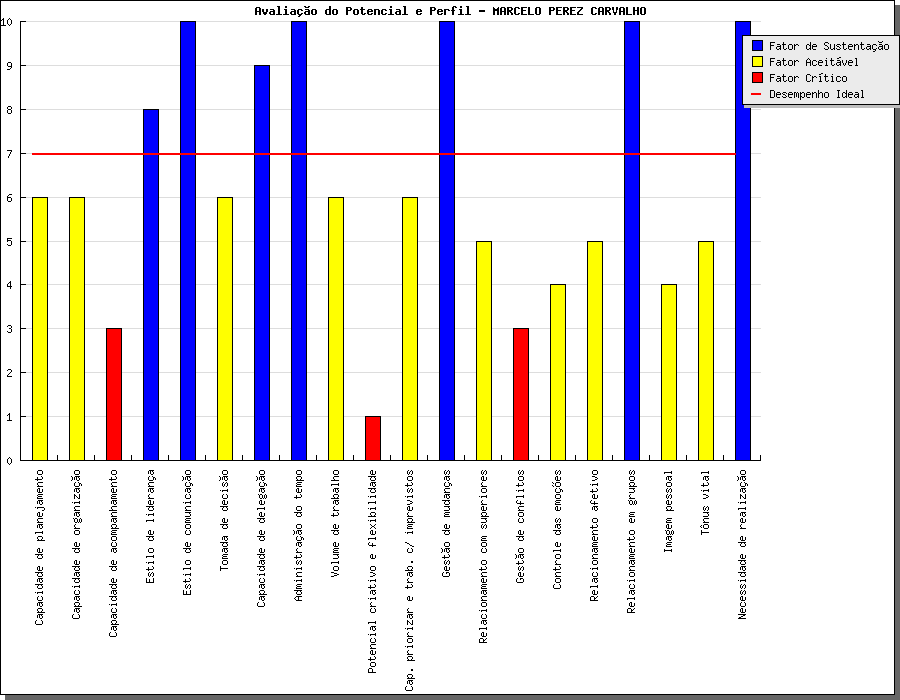 Avaliação do Potencial e Perfil - MARCELO PEREZ CARVALHO
10
9
8
7
6
5
4
3
2
1
0
Fator de Sustentação
Fator Aceitável
Fator Crítico
Desempenho Ideal
Capacidade de planejamento
Capacidade de organização
Capacidade de acompanhamento
Estilo de liderança
Estilo de comunicação
Tomada de decisão
Capacidade de delegação
Administração do tempo
Volume de trabalho
Potencial criativo e flexibilidade
Cap. priorizar e trab. c/ imprevistos
Gestão de mudanças
Relacionamento com superiores
Gestão de conflitos
Controle das emoções
Relacionamento afetivo
Relacionamento em grupos
Imagem pessoal
Tônus vital
Necessidade de realização